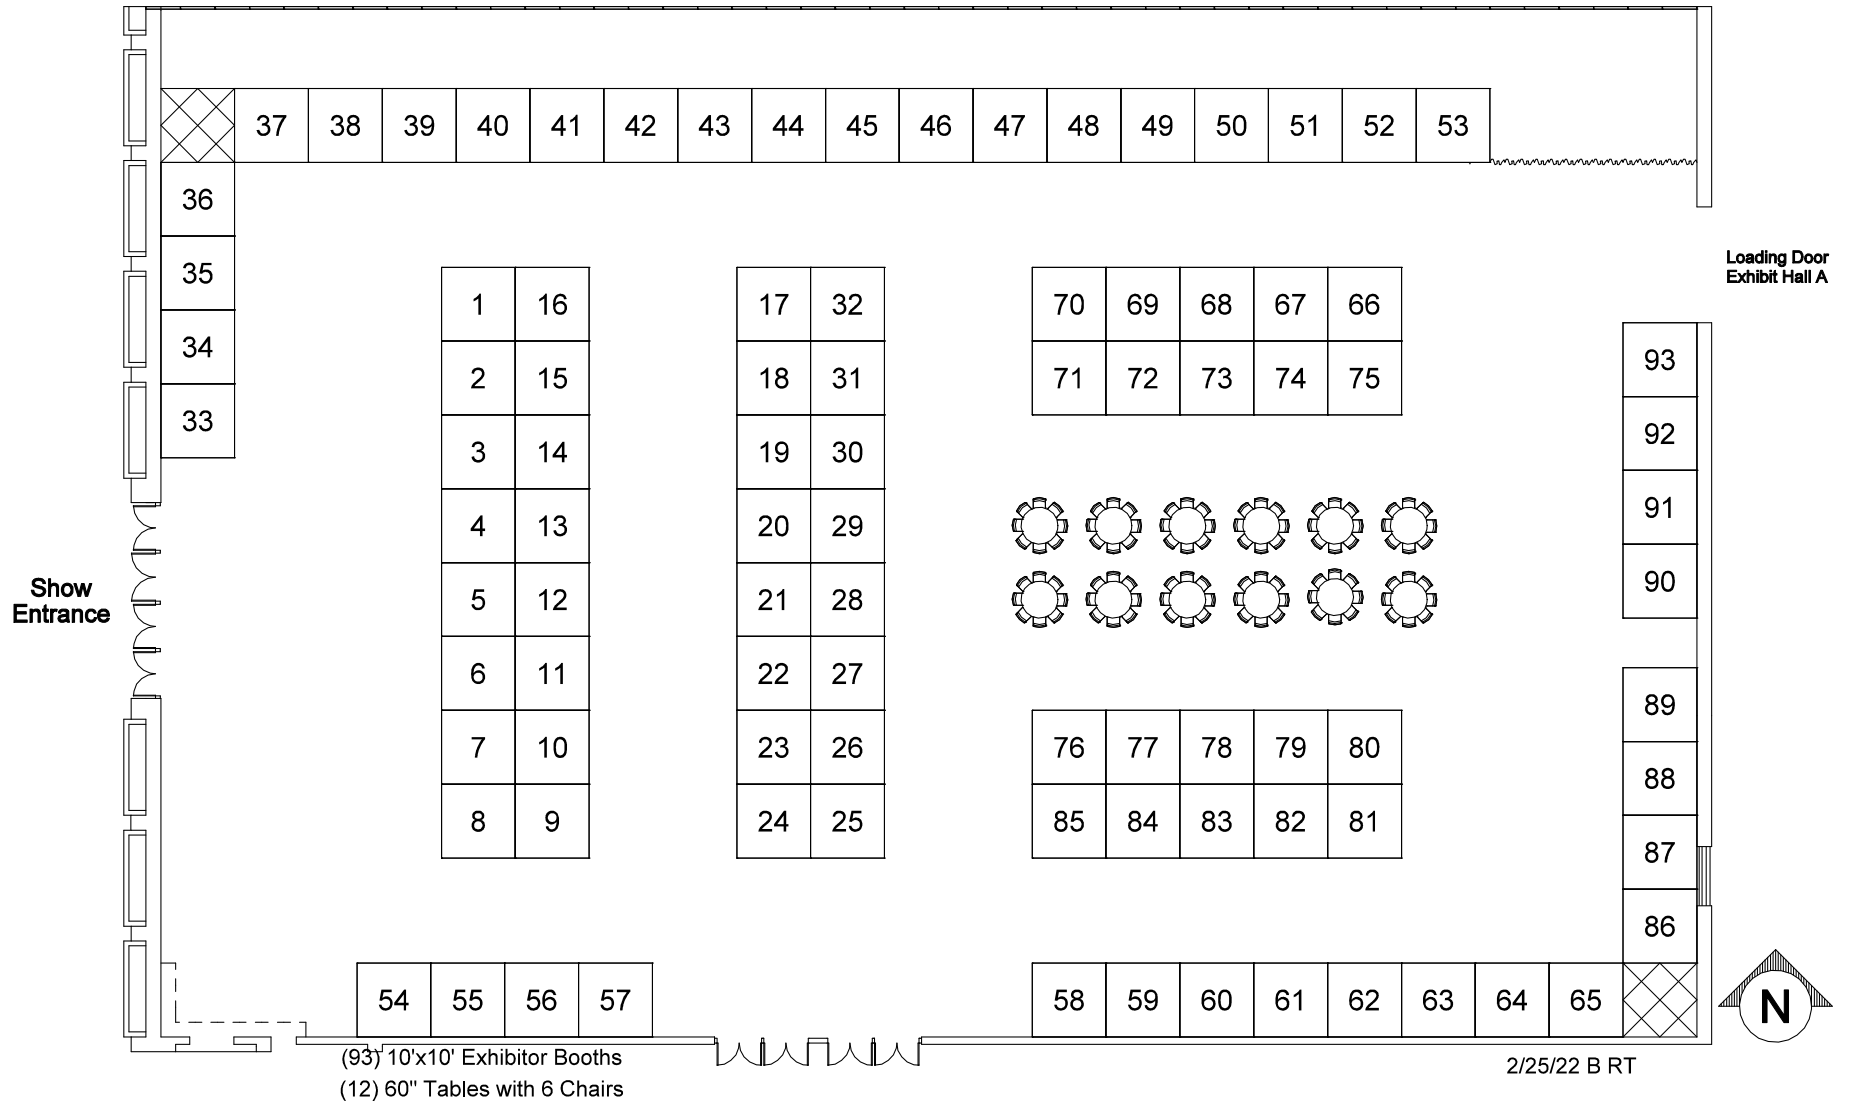 37 38 39 40 41 42 43 44 45 46 47 48 49 50 51 52 53
36
35
34
33
Loading Door
Exhibit Hall A
1 16 17 32 70 69 68 67 66
2 15 18 31 71 72 73 74 75
3 14 19 30
4 13 20 29
5 12 21 28
6 11 22 27
7 10 23 26 76 77 78 79 80
8 9 24 25 85 84 83 82 81
93
92
91
90
89
88
87
86
Show
Entrance
54 55 56 57 58 59 60 61 62 63 64 65
N
(93) 10'x10' Exhibitor Booths
(12) 60" Tables with 6 Chairs
2/25/22 B RT